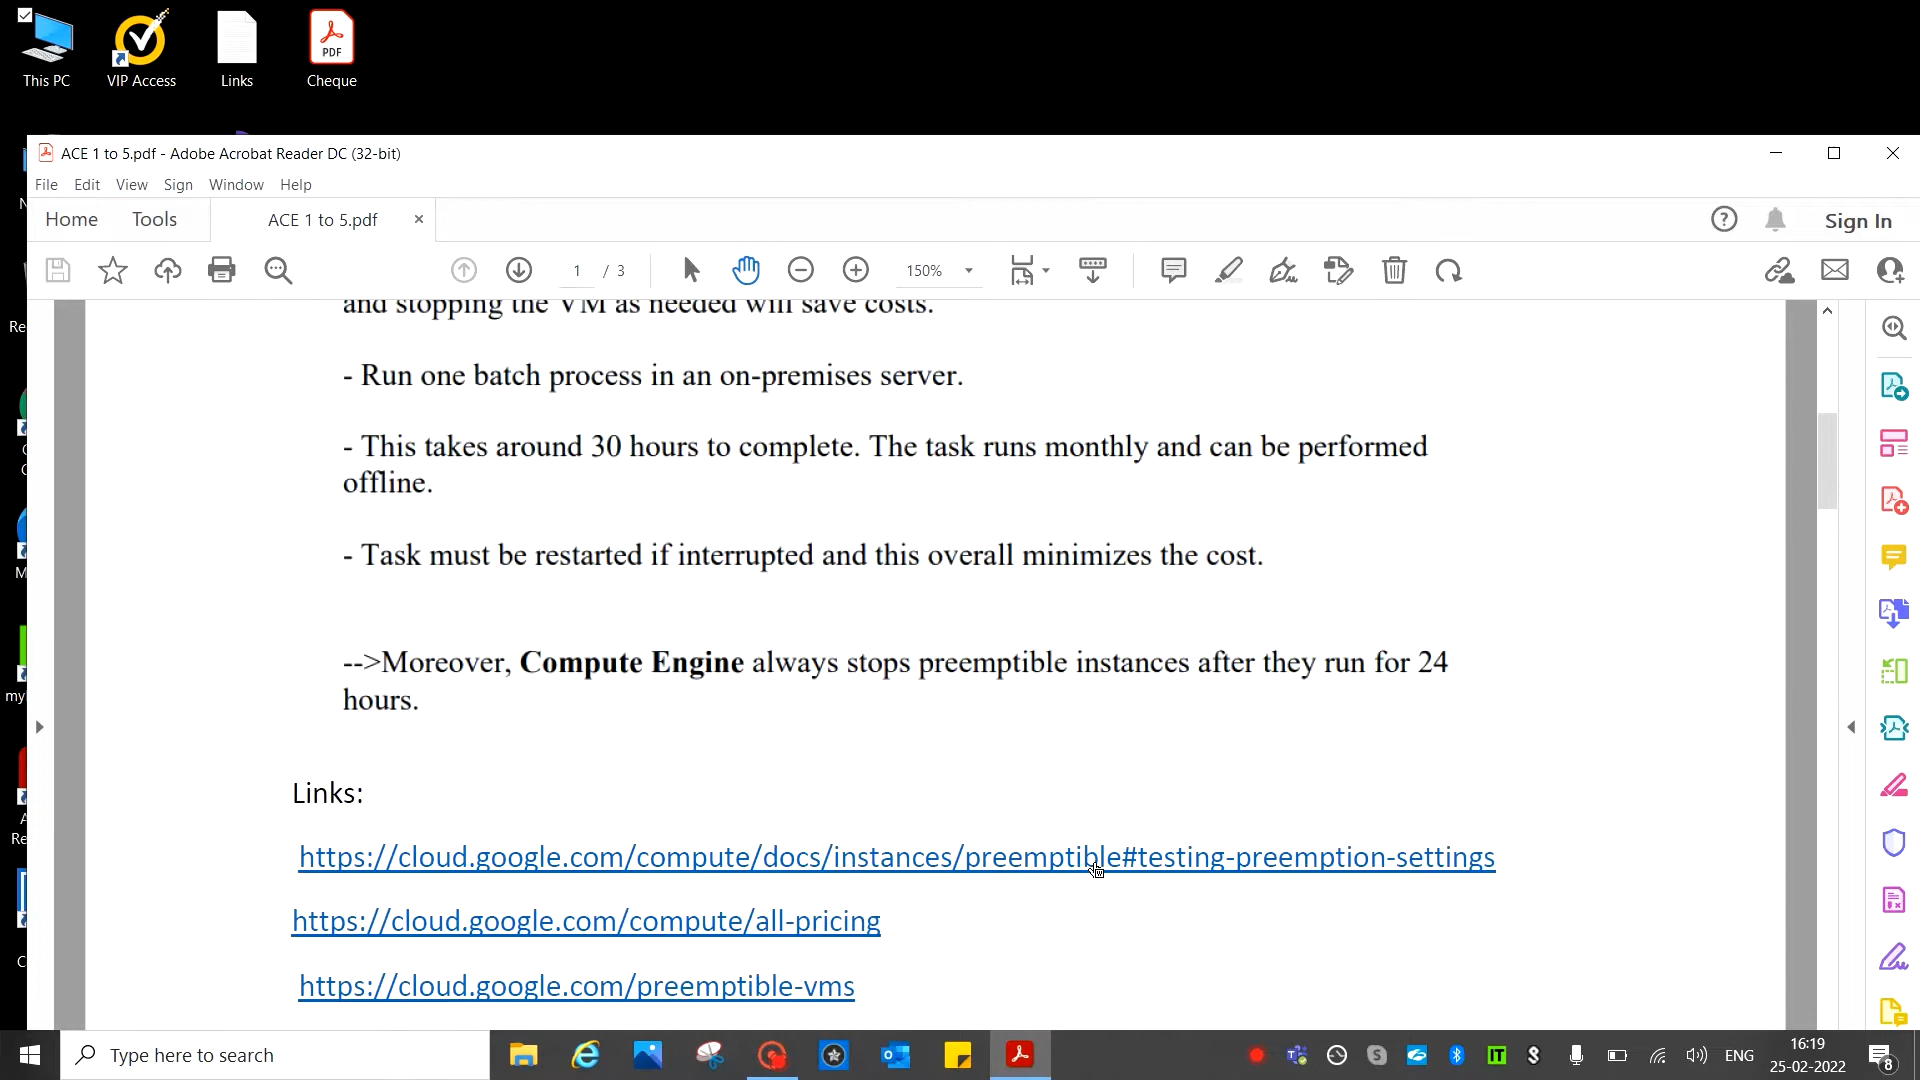 This PC
VIP Access
Links
PDF
Cheque
ACE 1 to 5.pdf - Adobe Acrobat Reader DC (32-bit)
File Edit View Sign Window Help
Home Tools ACE 1 to 5.pdf
Sign In
1 / 3
150%
and stopping the VM as needed will save costs.
- Run one batch process in an on-premises server.
- This takes around 30 hours to complete. The task runs monthly and can be performed
offline.
- Task must be restarted if interrupted and this overall minimizes the cost.
-->Moreover, Compute Engine always stops preemptible instances after they run for 24
hours.
Links:
https://cloud.google.com/compute/docs/instances/preemptible#testing-preemption-settings
https://cloud.google.com/compute/all-pricing
https://cloud.google.com/preemptible-vms
Type here to search
ENG
16:19
25-02-2022
8